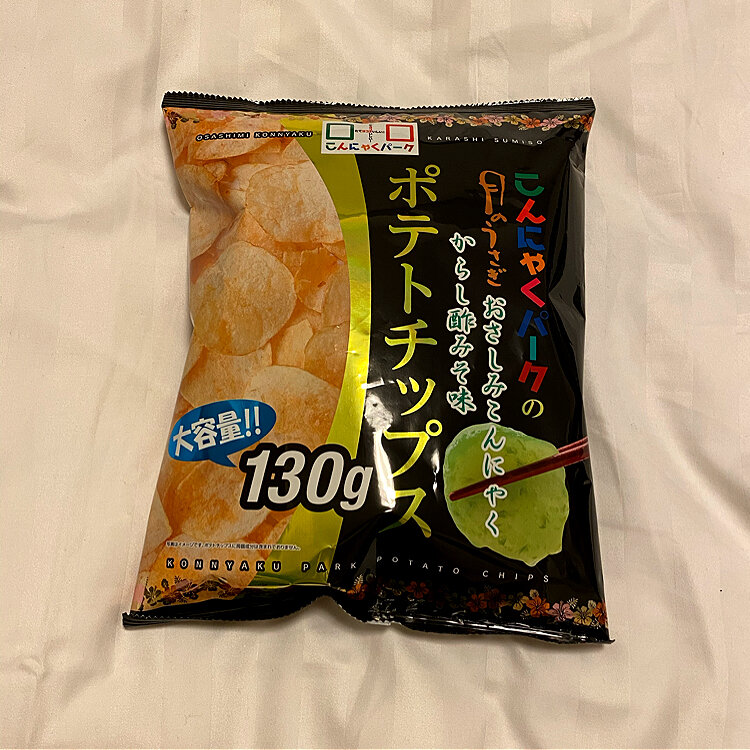 OSASHIMI KONNYAKU
こんにゃくパーク
KARASHI SUMISO
こんにゃくパークの
月のうさぎ
おさしみこんにゃく
からし酢みそ味
ポテトチップス
大容量!!
130g
KONNYAKU PARK POTATO CHIPS